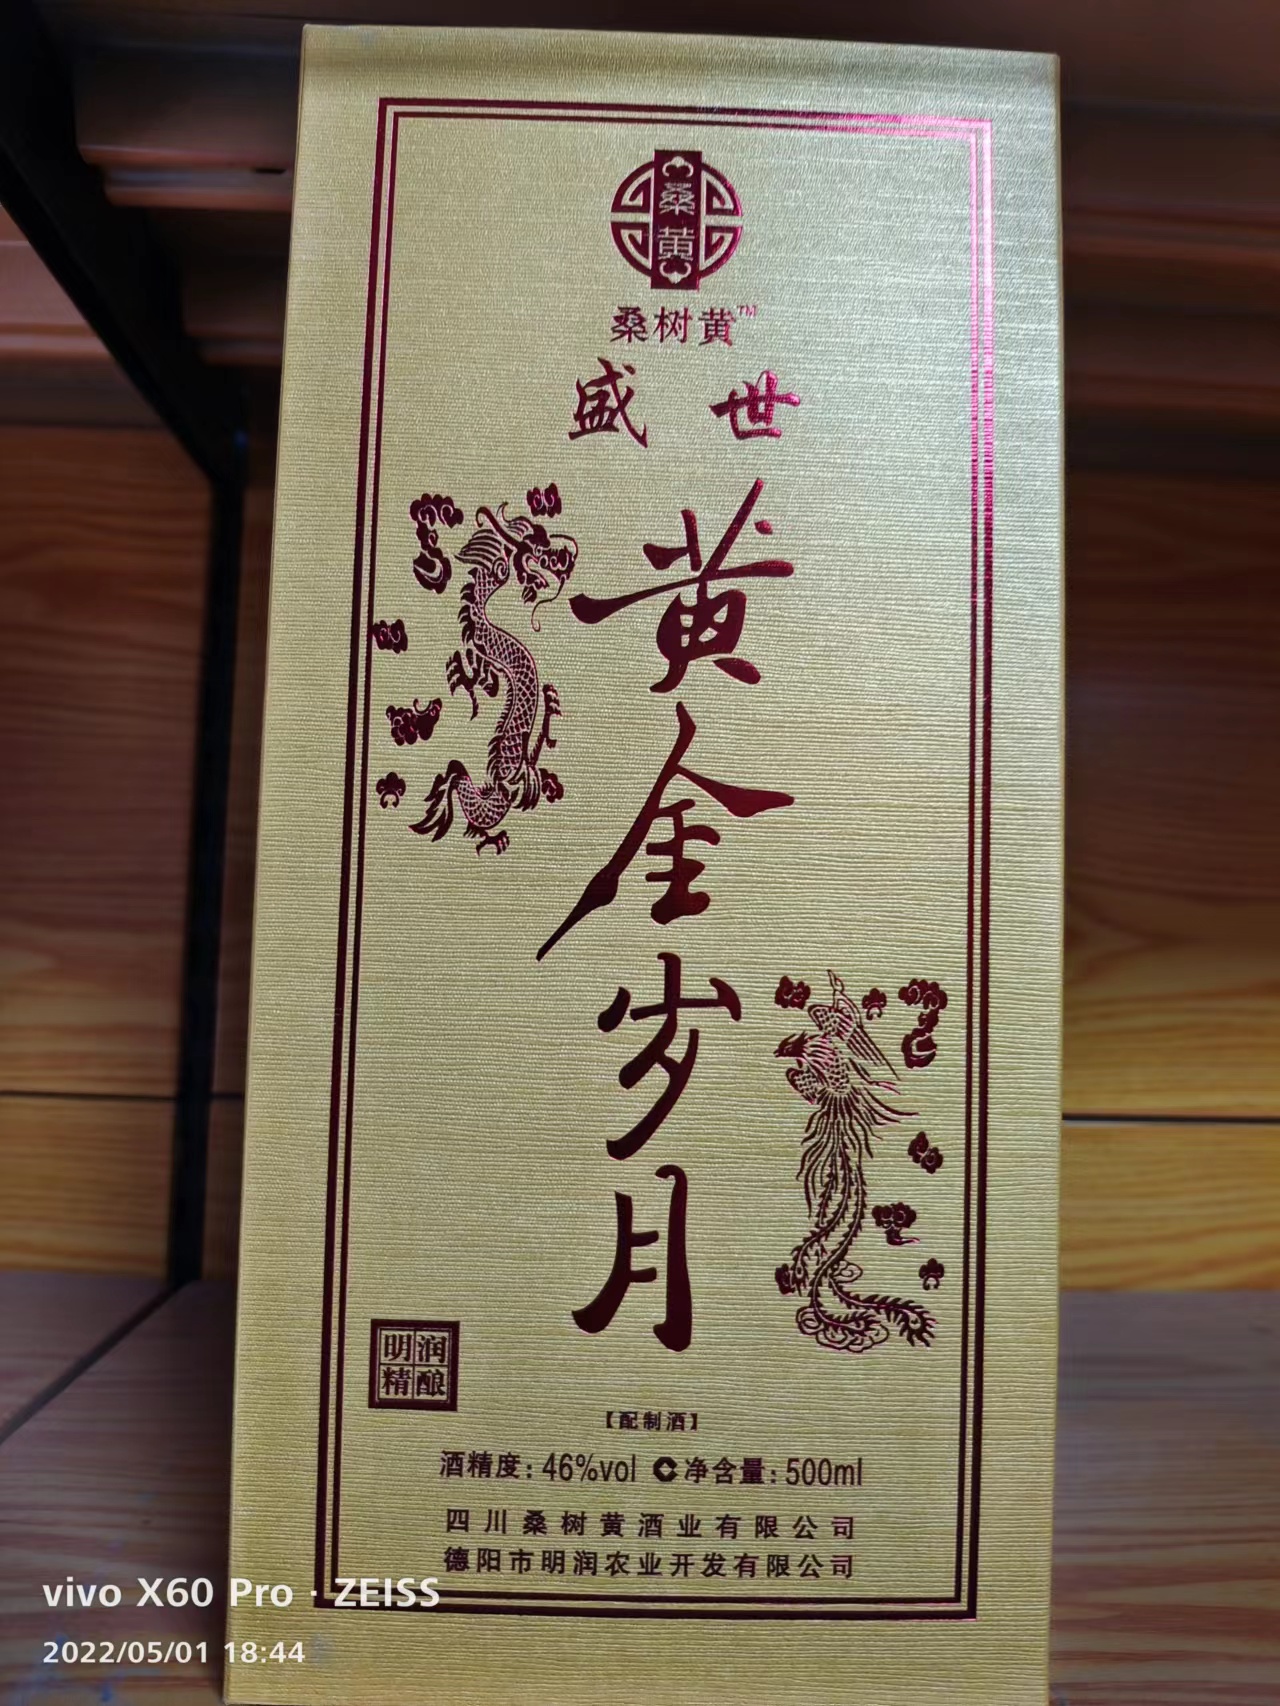 桑
黄
桑树黄™
盛世
黄金岁月
明润
精酿
【配制酒】
酒精度：46%vol 净含量：500ml
四川桑树黄酒业有限公司
德阳市明润农业开发有限公司
vivo X60 Pro · ZEISS
2022/05/01 18:44